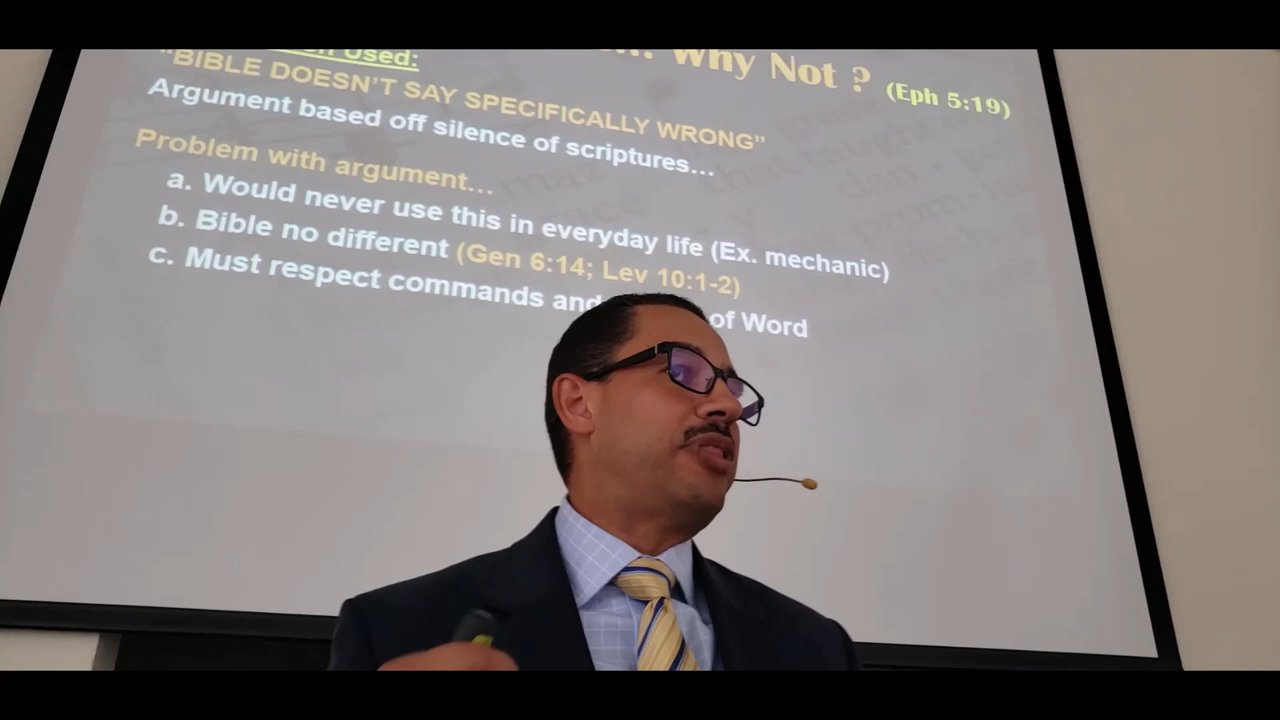 Used:
Why Not ? (Eph 5:19)
“BIBLE DOESN’T SAY SPECIFICALLY WRONG”
Argument based off silence of scriptures...
Problem with argument...
a. Would never use this in everyday life (Ex. mechanic)
b. Bible no different (Gen 6:14; Lev 10:1-2)
c. Must respect commands and of Word